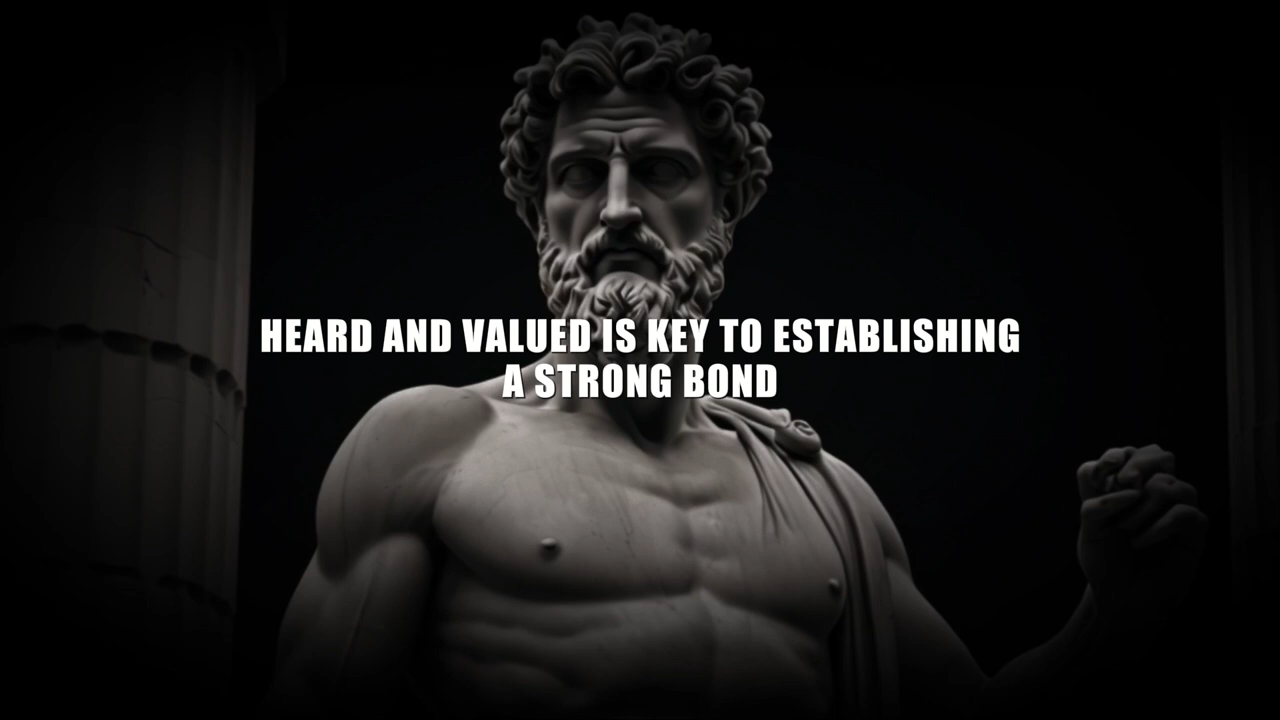 HEARD AND VALUED IS KEY TO ESTABLISHING
A STRONG BOND